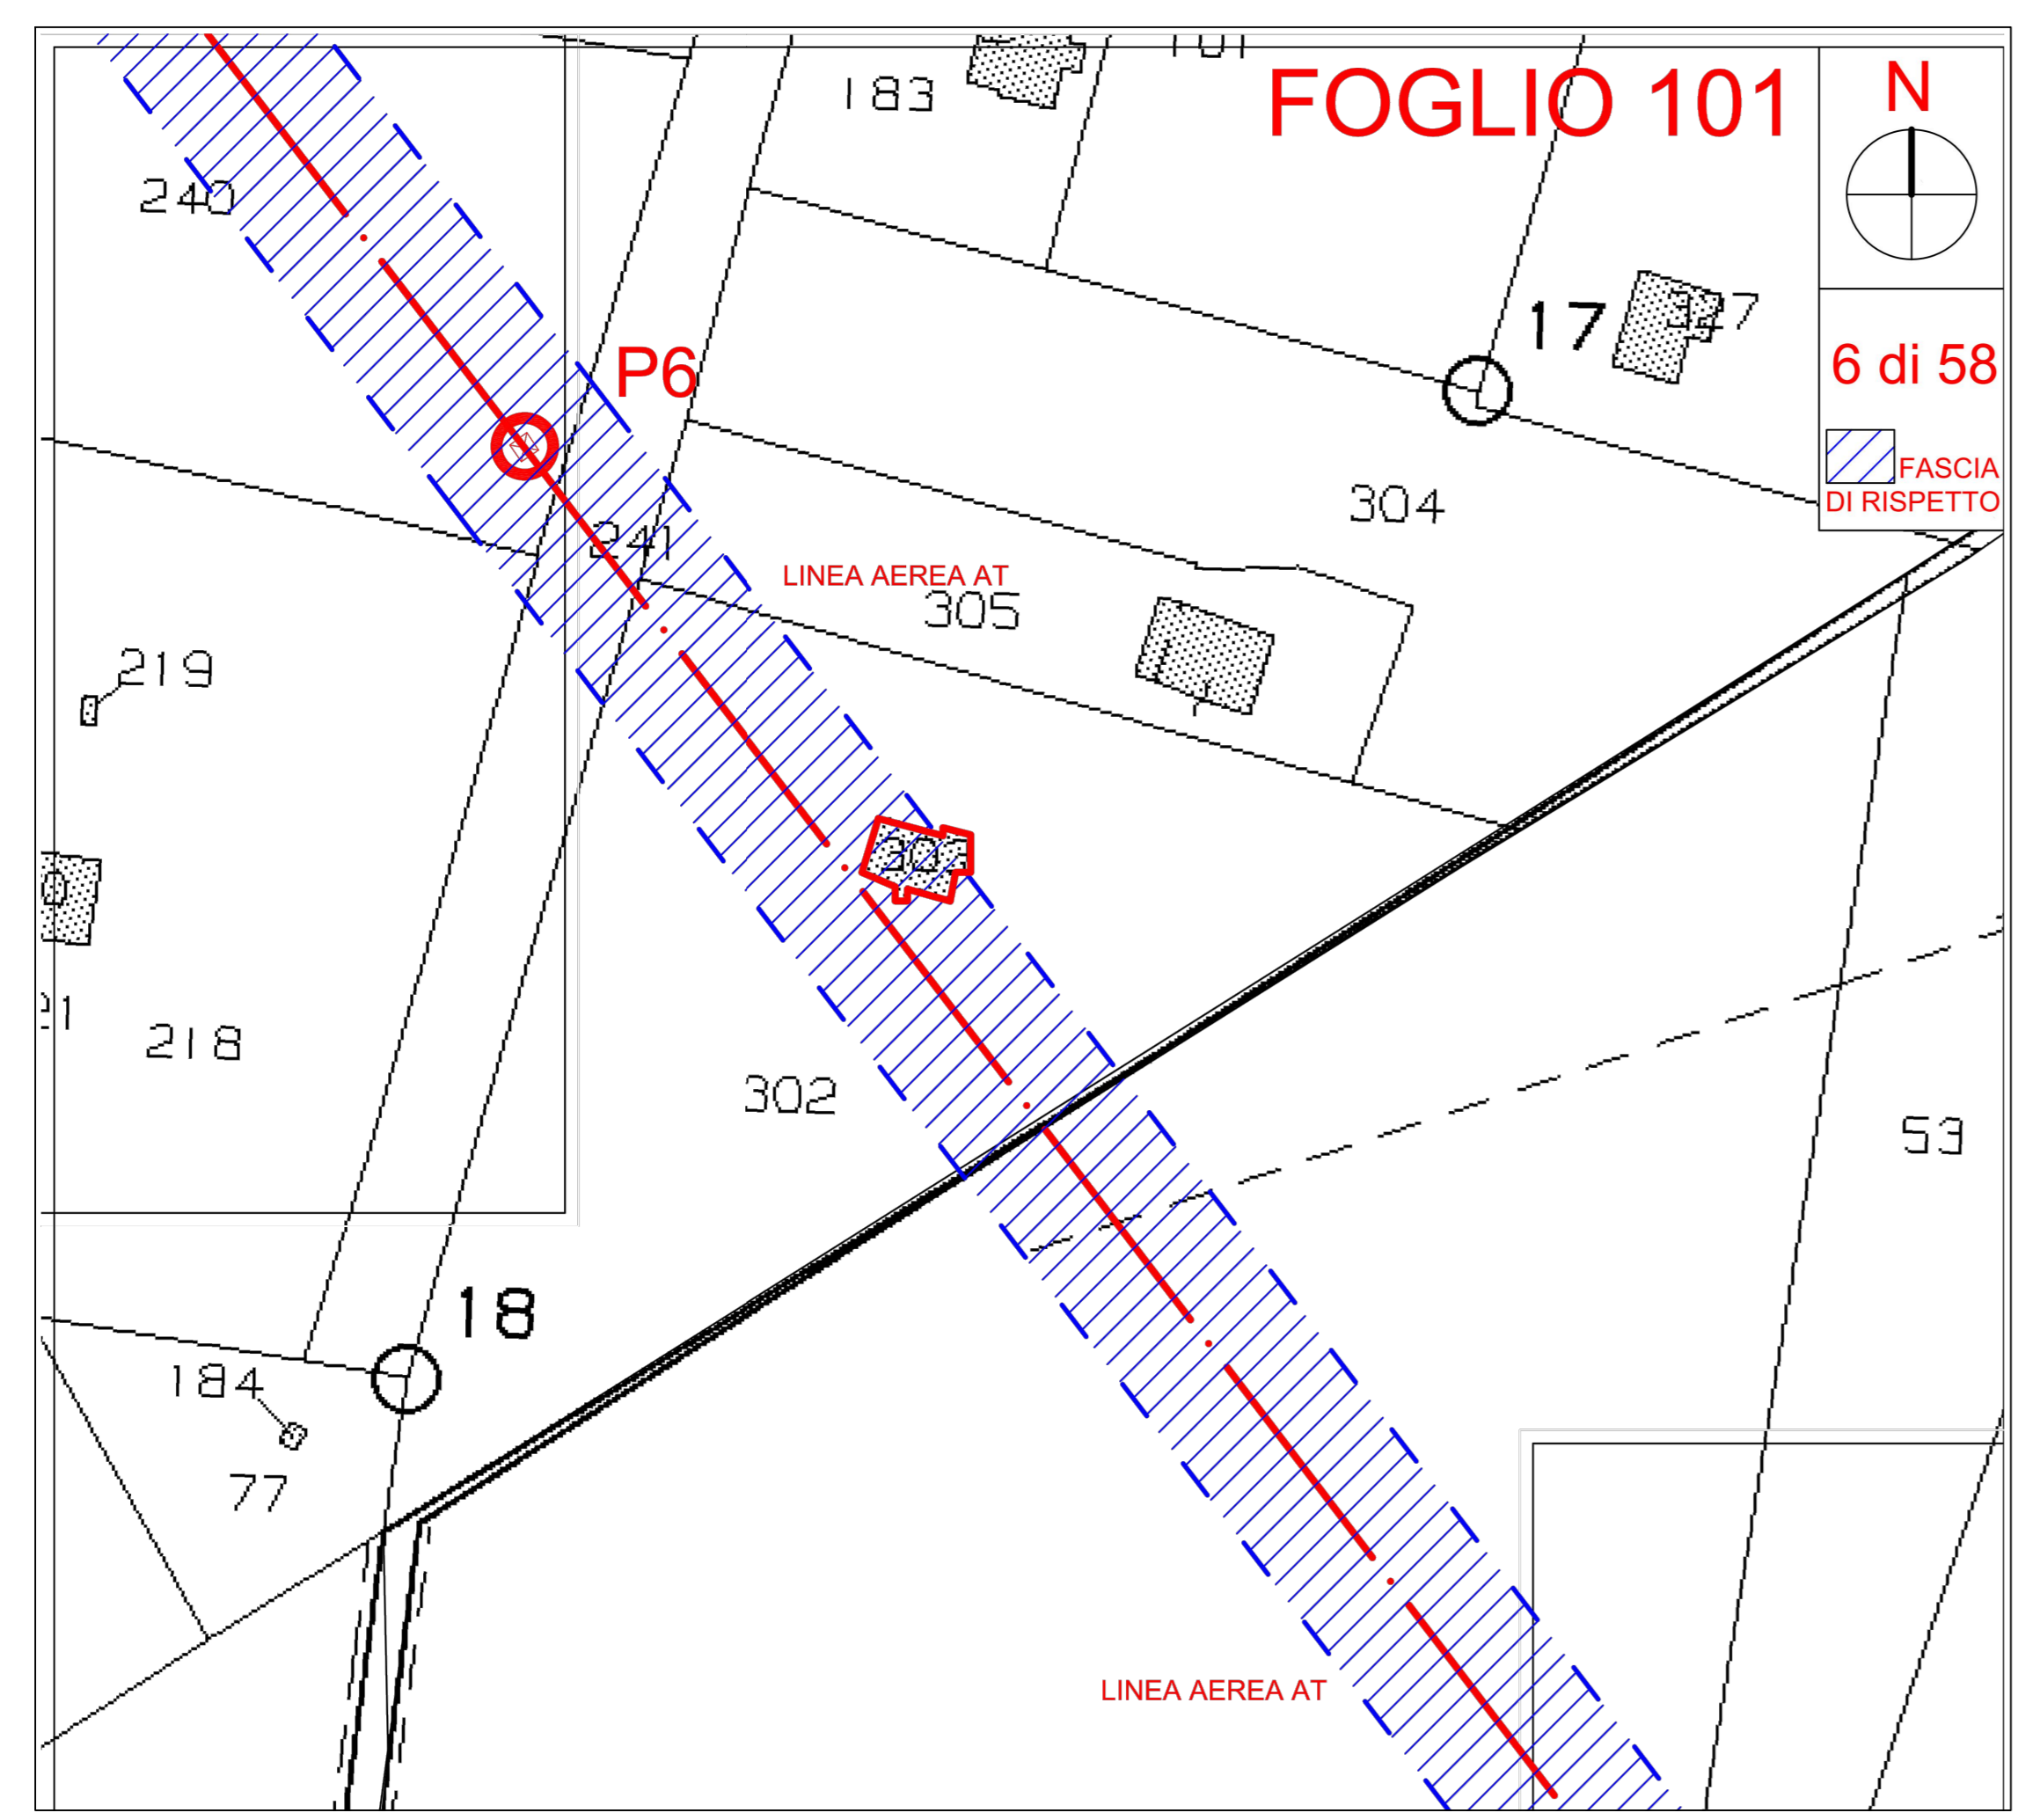 FOGLIO 101
N
183
240
17
6 di 58
P6
FASCIA
DI RISPETTO
304
241
LINEA AEREA AT
305
219
218
302
53
18
184
77
LINEA AEREA AT